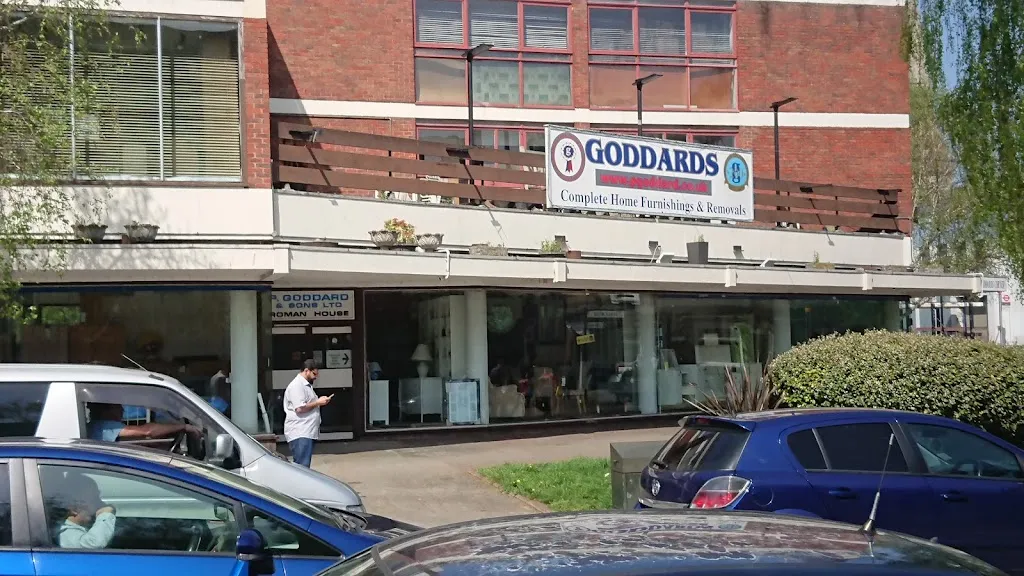 GODDARDS
Complete Home Furnishings & Removals
P. GODDARD
& SONS LTD
ROMAN HOUSE